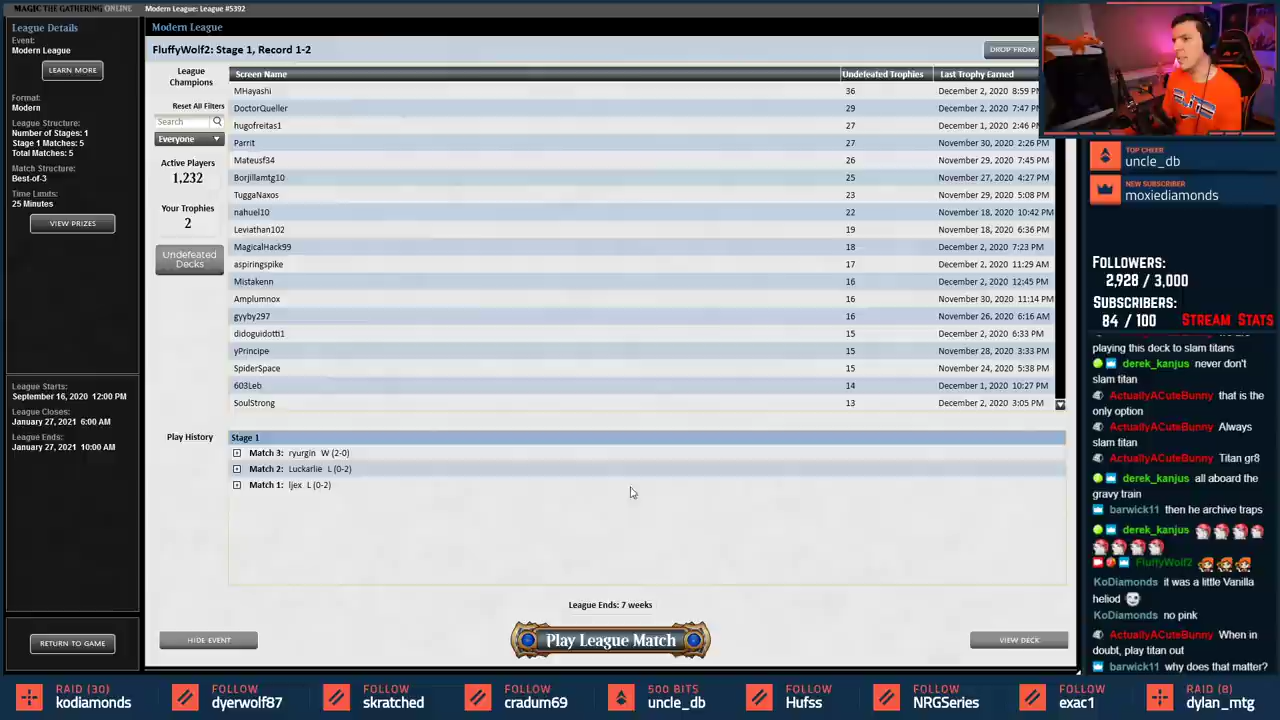 MAGIC THE GATHERING ONLINE
Modern League: League #5392
League Details
Event:
Modern League
LEARN MORE
Format:
Modern
League Structure:
Number of Stages: 1
Stage 1 Matches: 5
Total Matches: 5
Match Structure:
Best-of-3
Time Limits:
25 Minutes
VIEW PRIZES
League Starts:
September 16, 2020 12:00 PM
League Closes:
January 27, 2021 6:00 AM
League Ends:
January 27, 2021 10:00 AM
RETURN TO GAME
Modern League
FluffyWolf2: Stage 1, Record 1-2
DROP FROM
League Champions
Reset All Filters
Search
Everyone
Active Players
1,232
Your Trophies
2
Undefeated Decks
Screen Name Undefeated Trophies Last Trophy Earned
MHayashi 36 December 2, 2020 8:59 PM
DoctorQueller 29 December 2, 2020 7:47 PM
hugofreitas1 27 December 1, 2020 2:46 PM
Parrit 27 November 30, 2020 2:26 PM
Mateusf34 26 November 29, 2020 7:45 PM
Borjillamtg10 25 November 27, 2020 4:27 PM
TuggaNaxos 23 November 29, 2020 5:08 PM
nahuel10 22 November 18, 2020 10:42 PM
Leviathan102 19 November 18, 2020 6:36 PM
MagicalHack99 18 December 2, 2020 7:23 PM
aspiringspike 17 December 2, 2020 11:29 AM
Mistakenn 16 December 2, 2020 12:45 PM
Amplumnox 16 November 30, 2020 11:14 PM
gyyby297 16 November 26, 2020 6:16 AM
didoguidotti1 15 December 2, 2020 6:33 PM
yPrincipe 15 November 28, 2020 3:33 PM
SpiderSpace 15 November 24, 2020 5:38 PM
603Leb 14 December 1, 2020 10:27 PM
SoulStrong 13 December 2, 2020 3:05 PM
Play History
Stage 1
Match 3: ryurgin W (2-0)
Match 2: Luckarlie L (0-2)
Match 1: ljex L (0-2)
League Ends: 7 weeks
HIDE EVENT
Play League Match
VIEW DECK
TOP CHEER
uncle_db
NEW SUBSCRIBER
moxiediamonds
FOLLOWERS:
2,928 / 3,000
SUBSCRIBERS:
84 / 100
STREAM STATS
playing this deck to slam titans
derek_kanjus never don't
slam titan
ActuallyACuteBunny that is the
only option
ActuallyACuteBunny Always
slam titan
ActuallyACuteBunny Titan gr8
derek_kanjus all aboard the
gravy train
barwick11 then he archive traps
derek_kanjus
FluffyWolf2
KoDiamonds it was a little Vanilla
heliod
KoDiamonds no pink
ActuallyACuteBunny When in
doubt, play titan out
barwick11 why does that matter?
RAID (30)
kodiamonds
FOLLOW
dyerwolf87
FOLLOW
skratched
FOLLOW
cradum69
500 BITS
uncle_db
FOLLOW
Hufss
FOLLOW
NRGSeries
FOLLOW
exac1
RAID (8)
dylan_mtg